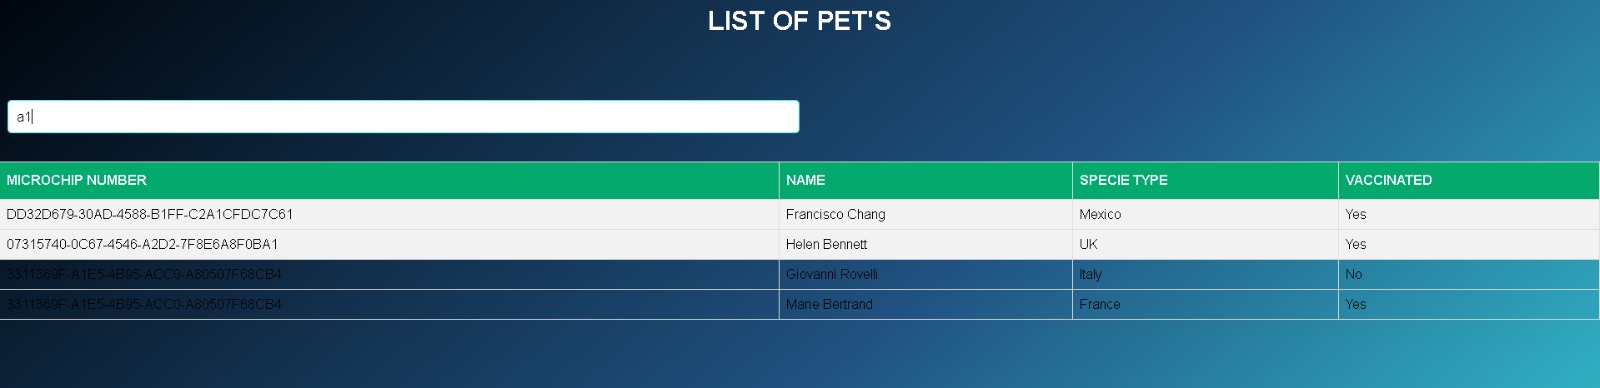 LIST OF PET'S
a1
MICROCHIP NUMBER NAME SPECIE TYPE VACCINATED
DD32D679-30AD-4588-B1FF-C2A1CFDC7C61 Francisco Chang Mexico Yes
07315740-0C67-4546-A2D2-7F8E6A8F0BA1 Helen Bennett UK Yes
3311369F-A1E5-4B95-ACC0-A80507F68CB4 Giovanni Rovelli Italy No
3311369F-A1E5-4B95-ACC0-A80507F68CB4 Marie Bertrand France Yes